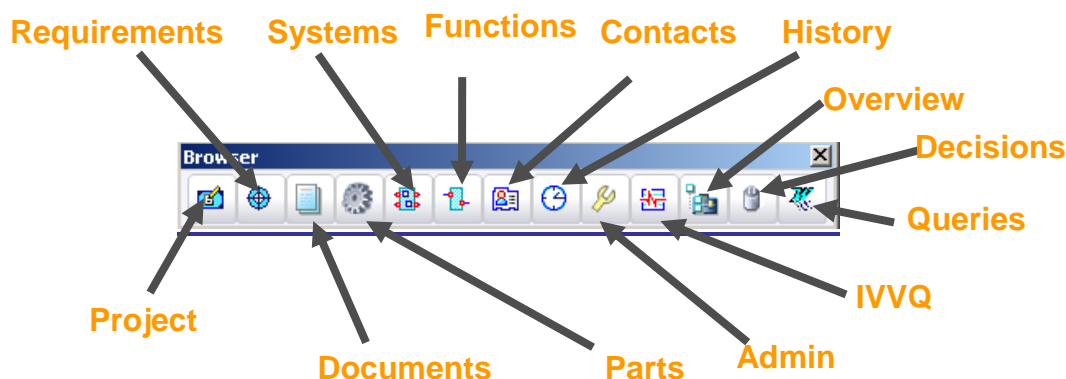 Requirements Systems Functions Contacts History
Overview
Browser
Decisions
Queries
IVVQ
Project
Documents Parts Admin